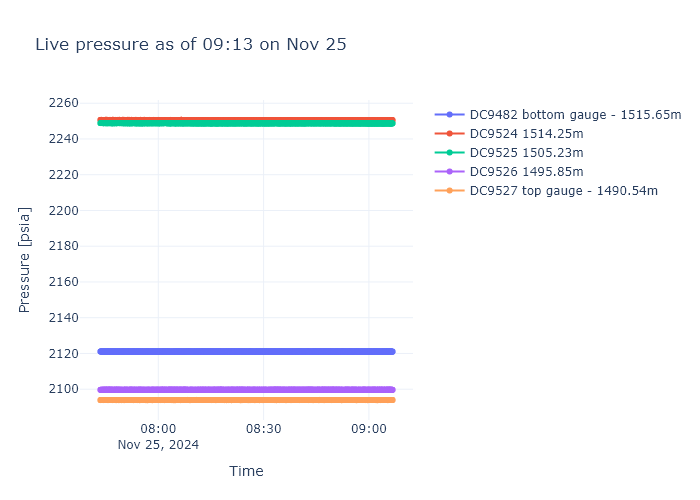 Live pressure as of 09:13 on Nov 25
2260
2240
2220
2200
2180
2160
2140
2120
2100
Pressure [psia]
08:00
Nov 25, 2024
08:30
09:00
Time
DC9482 bottom gauge - 1515.65m
DC9524 1514.25m
DC9525 1505.23m
DC9526 1495.85m
DC9527 top gauge - 1490.54m